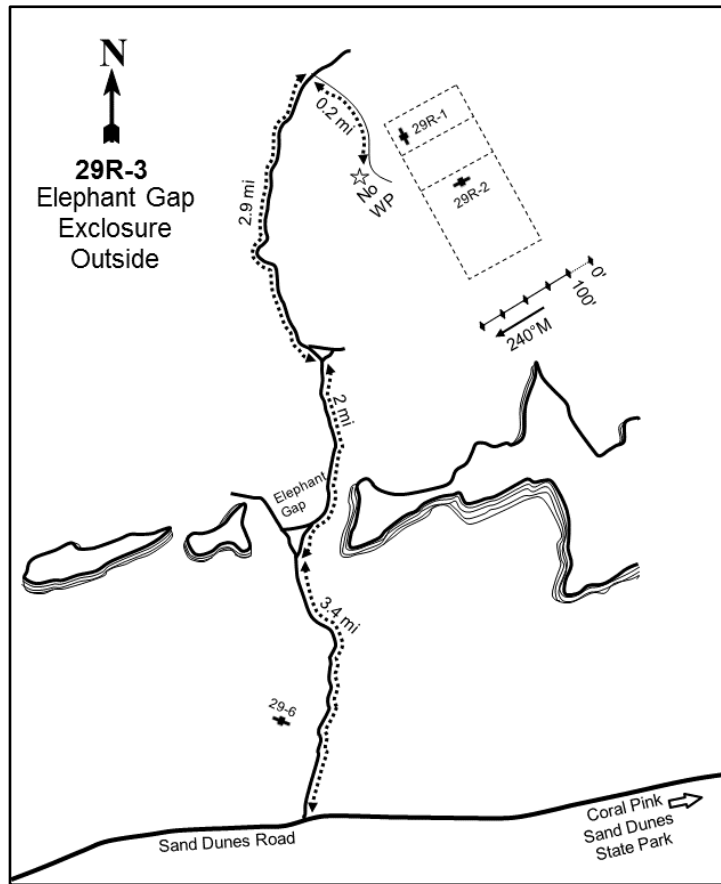 N
29R-3
Elephant Gap
Exclosure
Outside
0.2 mi
29R-1
No
WP
29R-2
2.9 mi
0'
100'
240°M
2 mi
Elephant
Gap
3.4 mi
29-6
Sand Dunes Road
Coral Pink
Sand Dunes
State Park